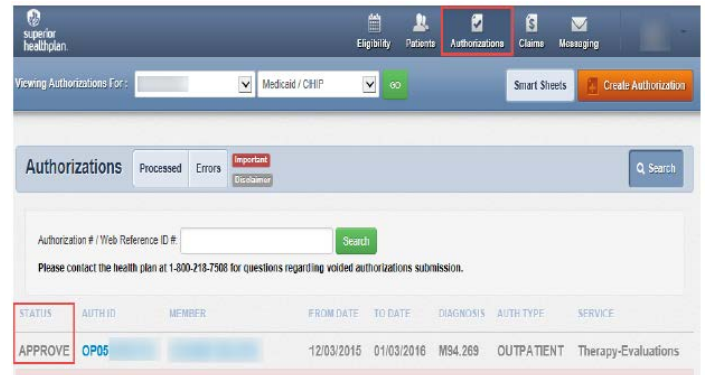 superior
healthplan.
Eligibility Patients Authorizations Claims Messaging
Viewing Authorizations For : Medicaid / CHIP GO Smart Sheets Create Authorization
Authorizations Processed Errors Important Disclaimer Search
Authorization # / Web Reference ID #: Search
Please contact the health plan at 1-800-218-7508 for questions regarding voided authorizations submission.
STATUS AUTH ID MEMBER FROM DATE TO DATE DIAGNOSIS AUTH TYPE SERVICE
APPROVE OP05 12/03/2015 01/03/2016 M94.269 OUTPATIENT Therapy-Evaluations